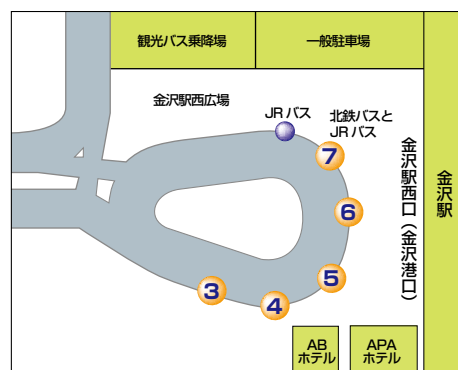 観光バス乗降場
一般駐車場
金沢駅西広場
JRバス
北鉄バスと
JRバス
7
6
5
4
3
金沢駅西口（金沢港口）
金沢駅
AB
ホテル
APA
ホテル